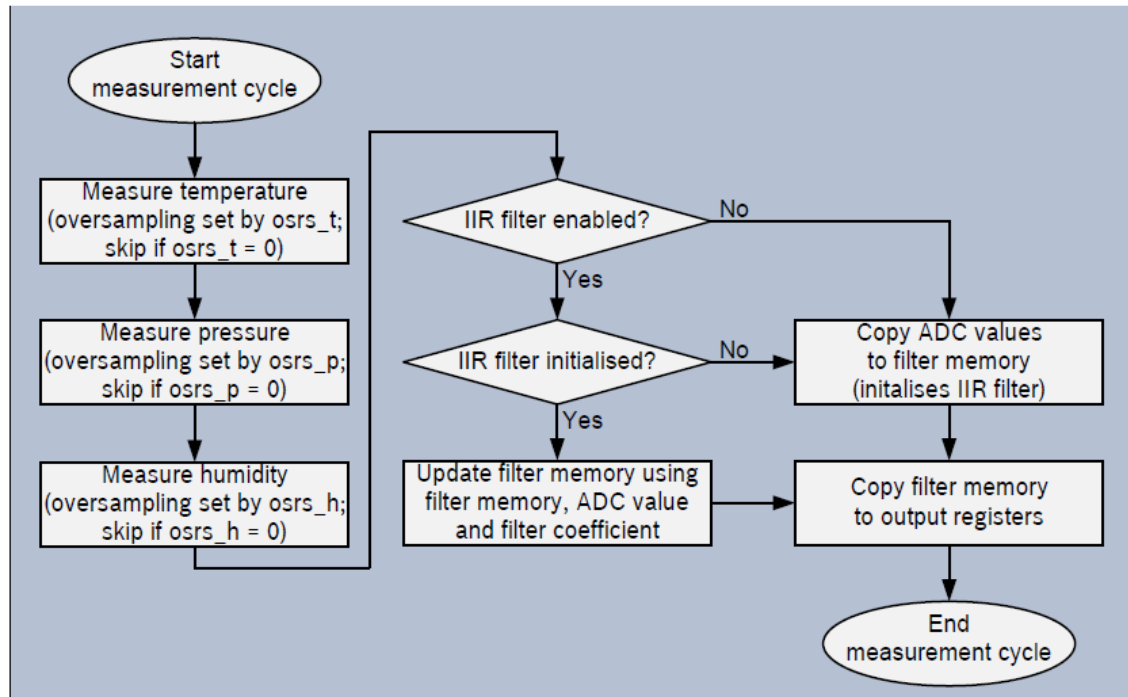 Start
measurement cycle
Measure temperature
(oversampling set by osrs_t;
skip if osrs_t = 0)
Measure pressure
(oversampling set by osrs_p;
skip if osrs_p = 0)
Measure humidity
(oversampling set by osrs_h;
skip if osrs_h = 0)
IIR filter enabled?
No
Yes
IIR filter initialised?
No
Yes
Update filter memory using
filter memory, ADC value
and filter coefficient
Copy ADC values
to filter memory
(initalises IIR filter)
Copy filter memory
to output registers
End
measurement cycle